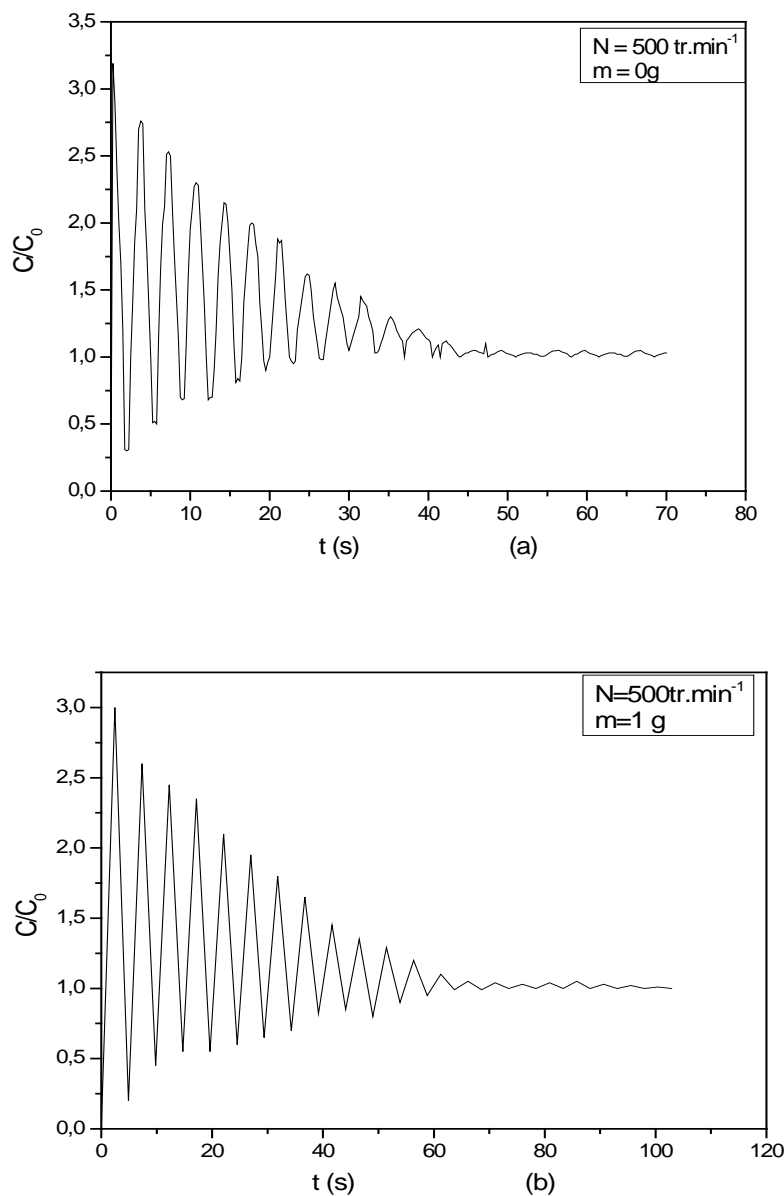 3,5
3,0
2,5
2,0
1,5
1,0
0,5
0,0
C/C₀
N = 500 tr.min⁻¹
m = 0g
0 10 20 30 40 50 60 70 80
t (s) (a)
3,0
2,5
2,0
1,5
1,0
0,5
0,0
C/C₀
N=500tr.min⁻¹
m=1 g
0 20 40 60 80 100 120
t (s) (b)